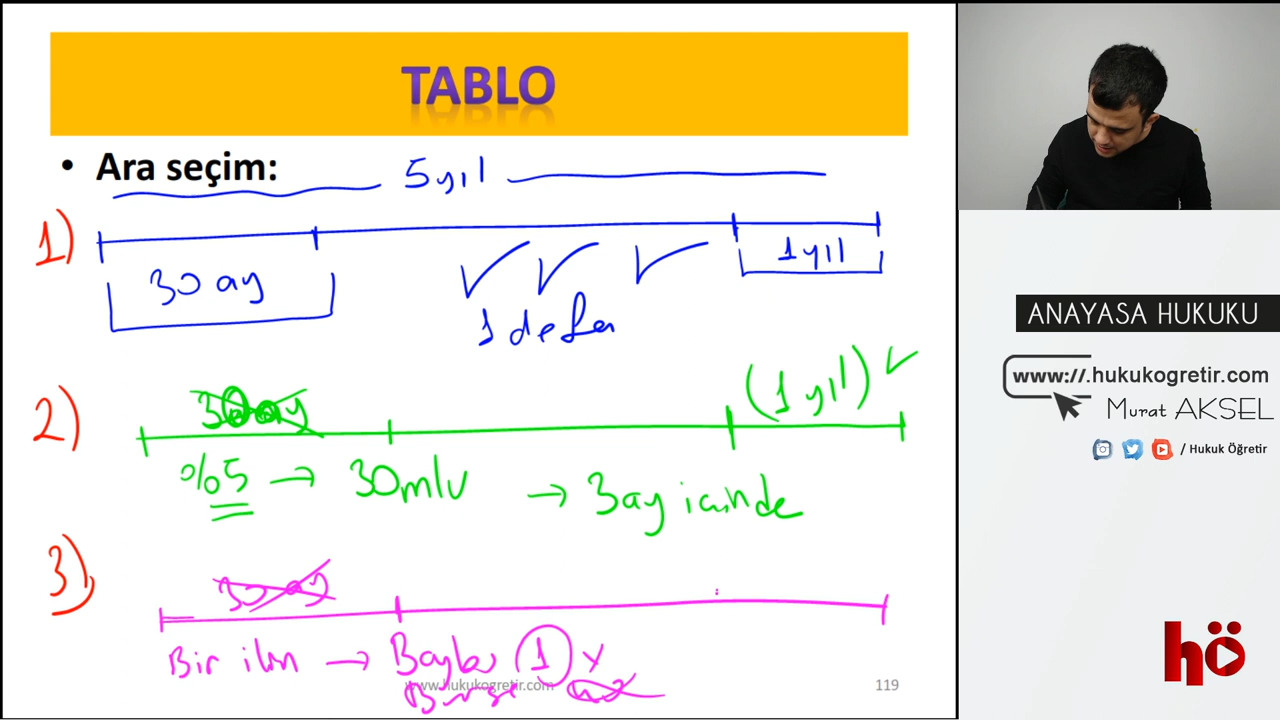 TABLO
• Ara seçim:
5 yıl
1)
30 ay
1 yıl
1 defa
2)
30 ay
(1 yıl)
%5 → 30 mlv → 3 ay içinde
3)
30 ay
Bir ilin → 1
www.hukukogretir.com
119
ANAYASA HUKUKU
www://.hukukogretir.com
Murat AKSEL
/ Hukuk Öğretir
hö